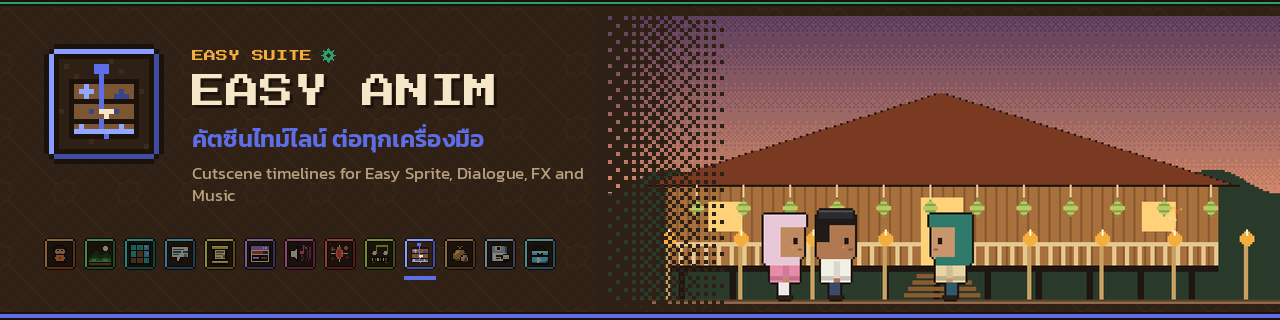 EASY SUITE
EASY ANIM
คัตซีนไทม์ไลน์ ต่อทุกเครื่องมือ
Cutscene timelines for Easy Sprite, Dialogue, FX and
Music